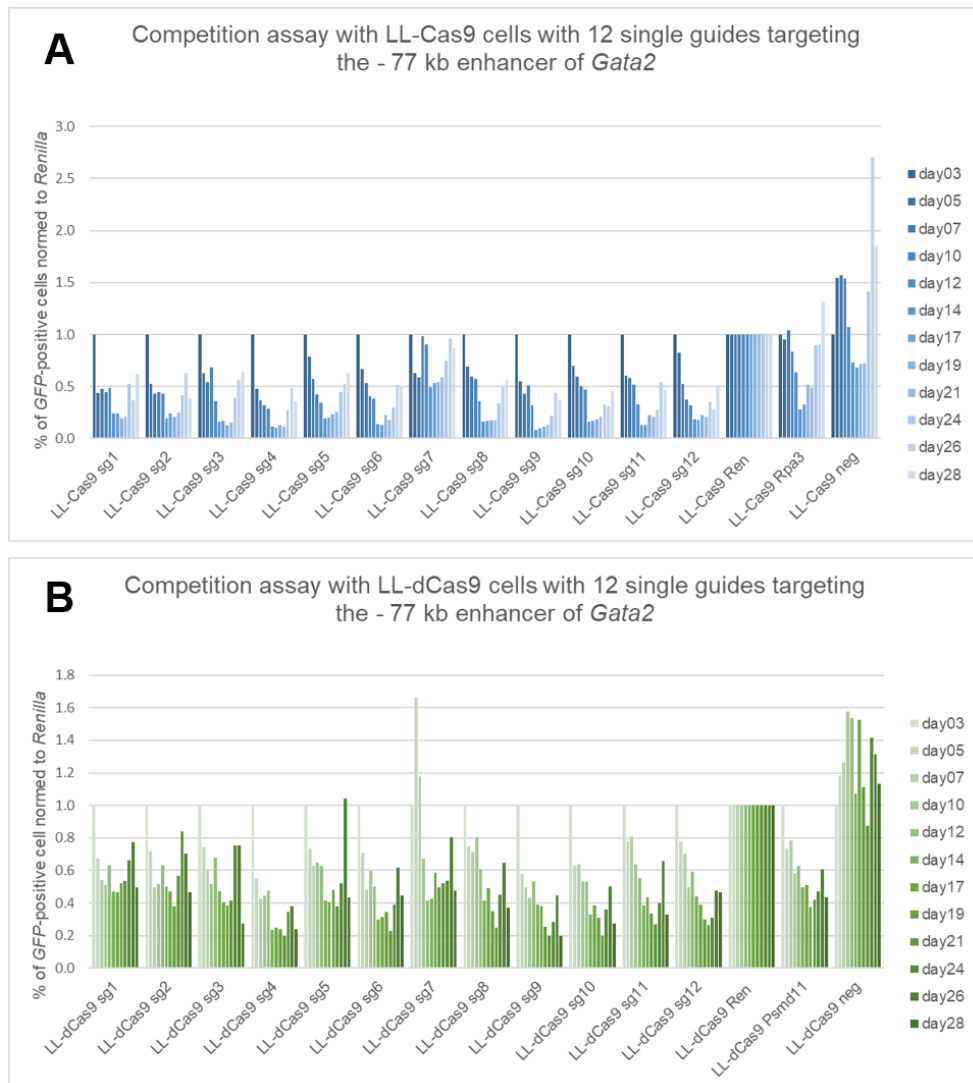 A
Competition assay with LL-Cas9 cells with 12 single guides targeting
the - 77 kb enhancer of Gata2
% of GFP-positive cells normed to Renilla
3.0
2.5
2.0
1.5
1.0
0.5
0.0
LL-Cas9 sg1
LL-Cas9 sg2
LL-Cas9 sg3
LL-Cas9 sg4
LL-Cas9 sg5
LL-Cas9 sg6
LL-Cas9 sg7
LL-Cas9 sg8
LL-Cas9 sg9
LL-Cas9 sg10
LL-Cas9 sg11
LL-Cas9 sg12
LL-Cas9 Ren
LL-Cas9 Rpa3
LL-Cas9 neg
day03
day05
day07
day10
day12
day14
day17
day19
day21
day24
day26
day28
B
Competition assay with LL-dCas9 cells with 12 single guides targeting
the - 77 kb enhancer of Gata2
% of GFP-positive cell normed to Renilla
1.8
1.6
1.4
1.2
1.0
0.8
0.6
0.4
0.2
0.0
LL-dCas9 sg1
LL-dCas9 sg2
LL-dCas9 sg3
LL-dCas9 sg4
LL-dCas9 sg5
LL-dCas9 sg6
LL-dCas9 sg7
LL-dCas9 sg8
LL-dCas9 sg9
LL-dCas9 sg10
LL-dCas9 sg11
LL-dCas9 sg12
LL-dCas9 Ren
LL-dCas9 Psmd11
LL-dCas9 neg
day03
day05
day07
day10
day12
day14
day17
day19
day21
day24
day26
day28